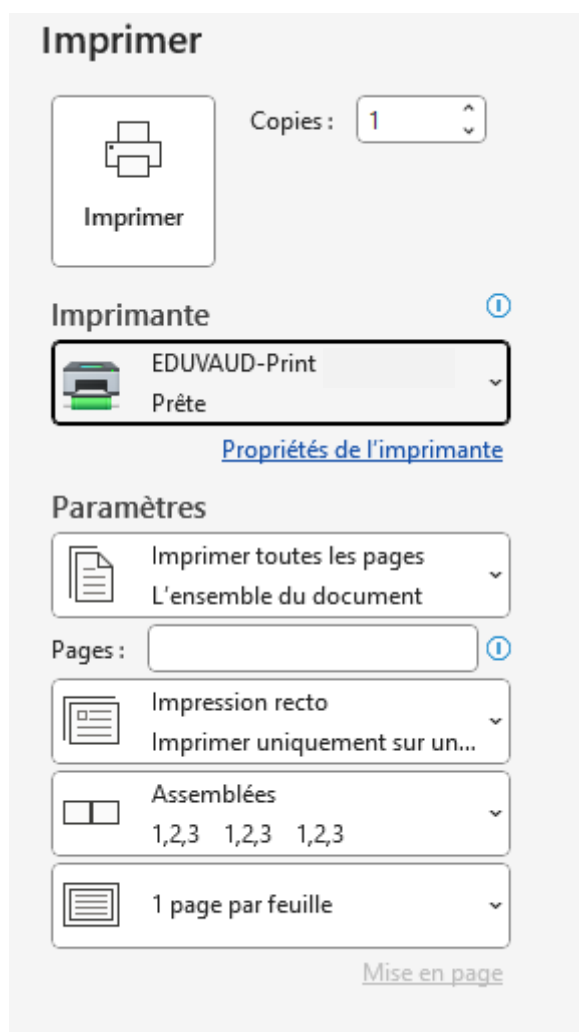 Imprimer
Copies : 1
Imprimer
Imprimante
EDUVAUD-Print
Prête
Propriétés de l'imprimante
Paramètres
Imprimer toutes les pages
L'ensemble du document
Pages :
Impression recto
Imprimer uniquement sur un...
Assemblées
1,2,3 1,2,3 1,2,3
1 page par feuille
Mise en page